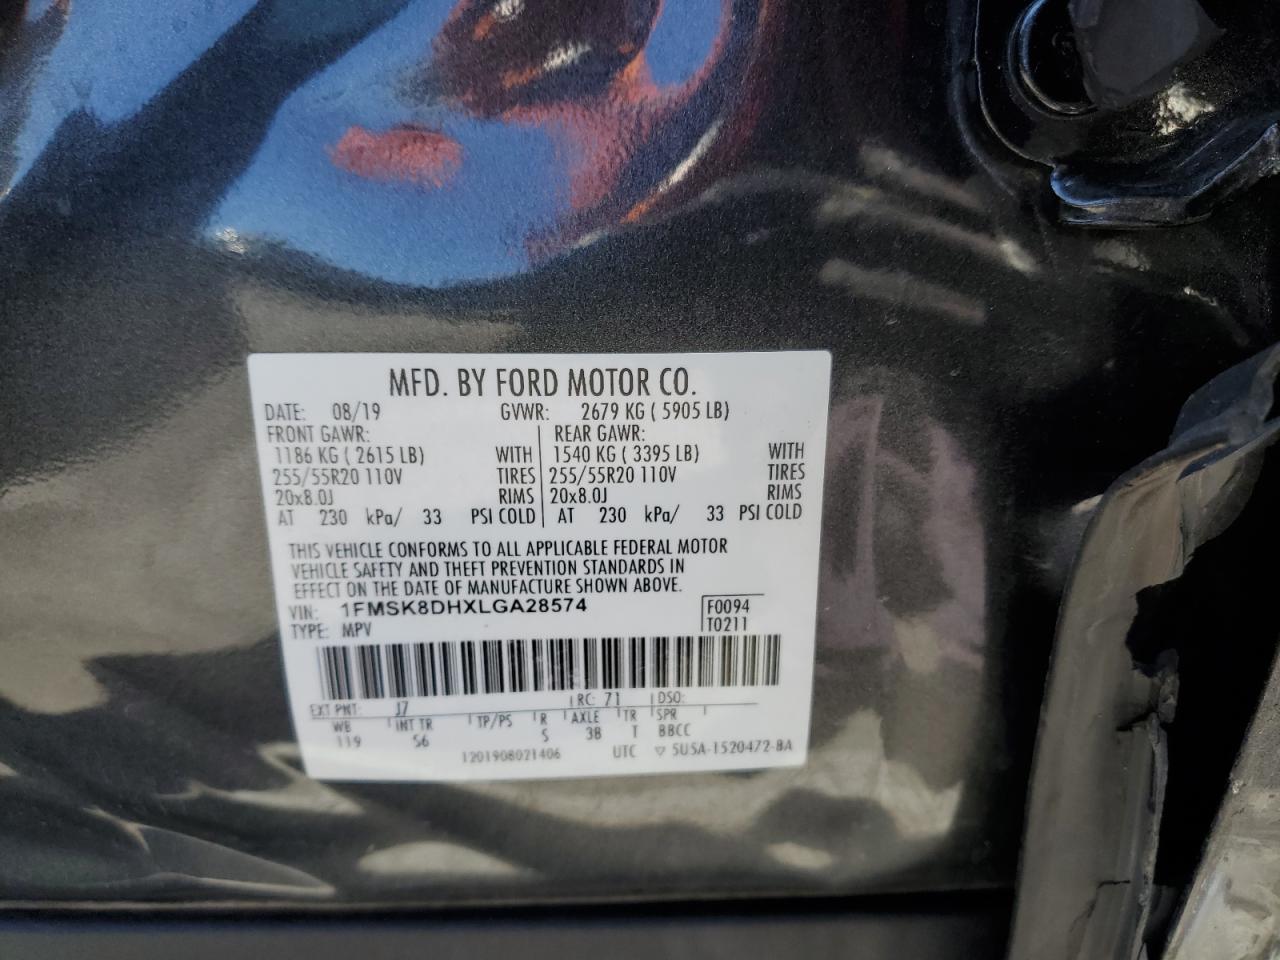 MFD. BY FORD MOTOR CO.
DATE: 08/19 GVWR: 2679 KG ( 5905 LB)
FRONT GAWR: REAR GAWR:
1186 KG ( 2615 LB) WITH 1540 KG ( 3395 LB) WITH
255/55R20 110V TIRES 255/55R20 110V TIRES
20x8.0J RIMS 20x8.0J RIMS
AT 230 kPa/ 33 PSI COLD AT 230 kPa/ 33 PSI COLD
THIS VEHICLE CONFORMS TO ALL APPLICABLE FEDERAL MOTOR
VEHICLE SAFETY AND THEFT PREVENTION STANDARDS IN
EFFECT ON THE DATE OF MANUFACTURE SHOWN ABOVE.
VIN: 1FMSK8DHXLGA28574 F0094
TYPE: MPV T0211
EXT PNT: J7 RC: 71 DSO:
WB INT TR TP/PS R AXLE TR SPR
119 S6 S 3B T BBCC
1201908021406 UTC ▽ 5U5A-1520472-BA